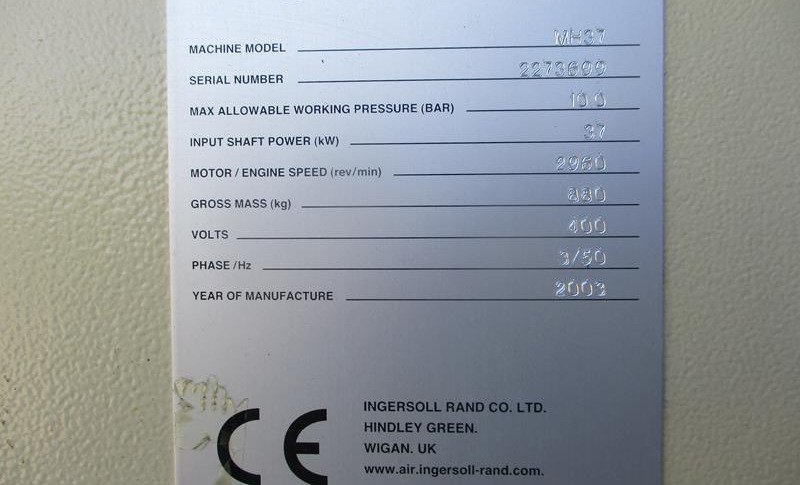 MACHINE MODEL MH37
SERIAL NUMBER 2273699
MAX ALLOWABLE WORKING PRESSURE (BAR) 10.0
INPUT SHAFT POWER (kW) 37
MOTOR / ENGINE SPEED (rev/min) 2960
GROSS MASS (kg) 880
VOLTS 400
PHASE /Hz 3/50
YEAR OF MANUFACTURE 2003
CE
INGERSOLL RAND CO. LTD.
HINDLEY GREEN.
WIGAN. UK
www.air.ingersoll-rand.com.